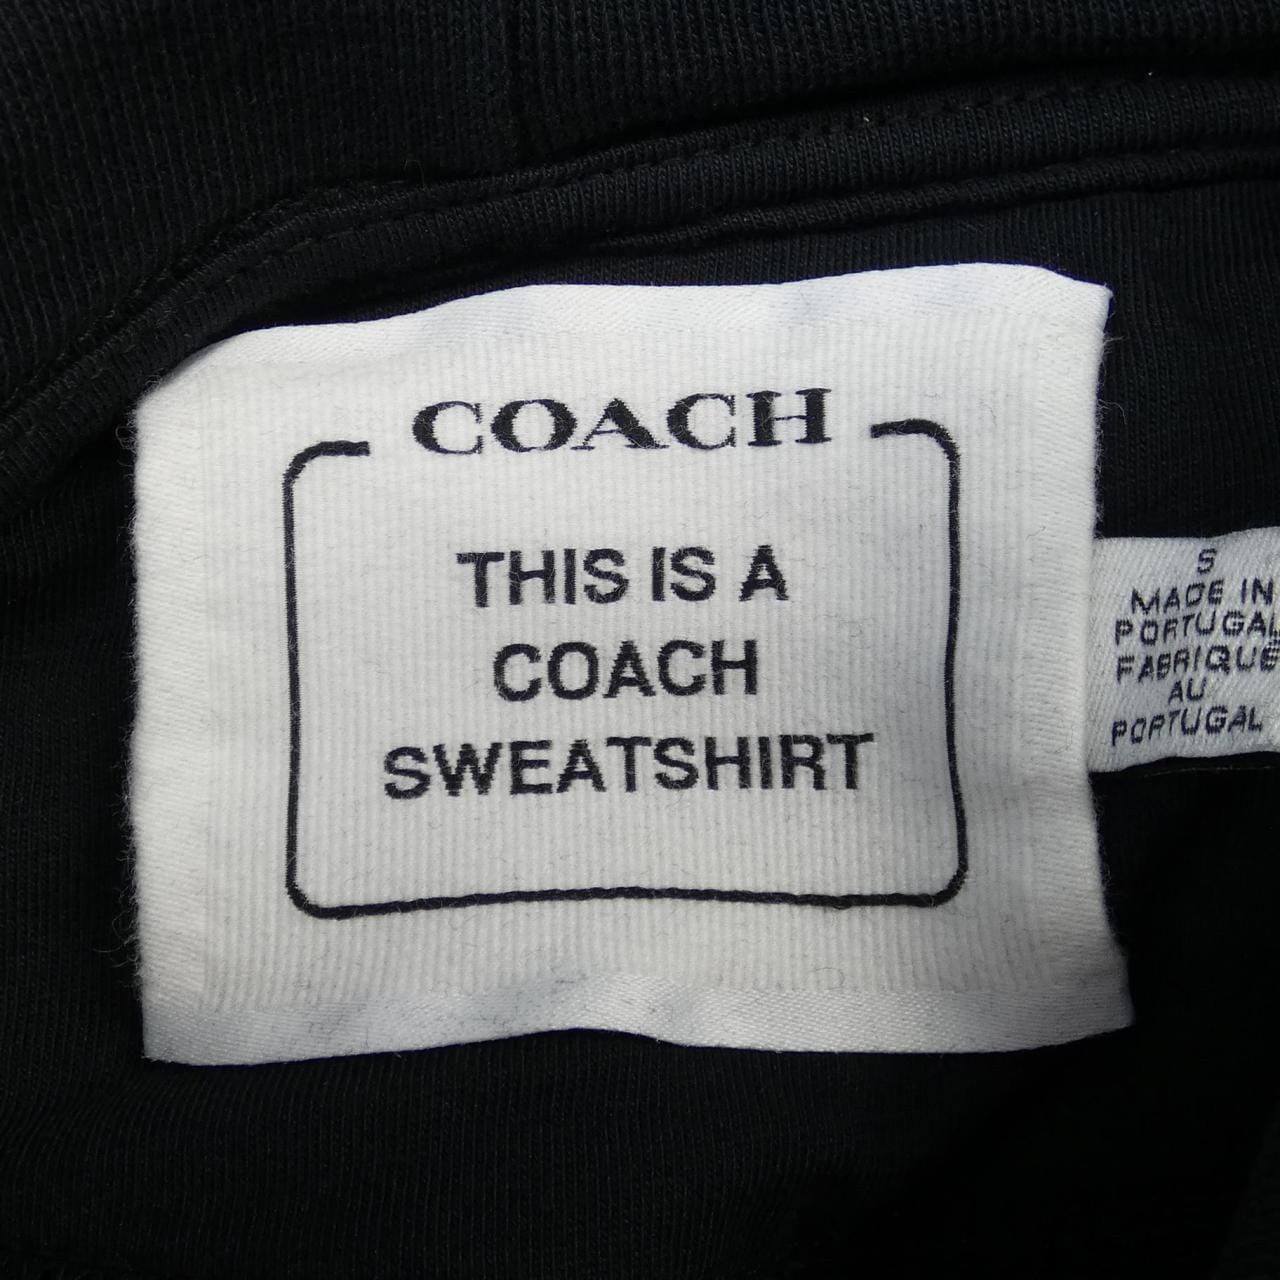 COACH
THIS IS A
COACH
SWEATSHIRT
S
MADE IN
PORTUGAL
FABRIQUÉ
AU
PORTUGAL